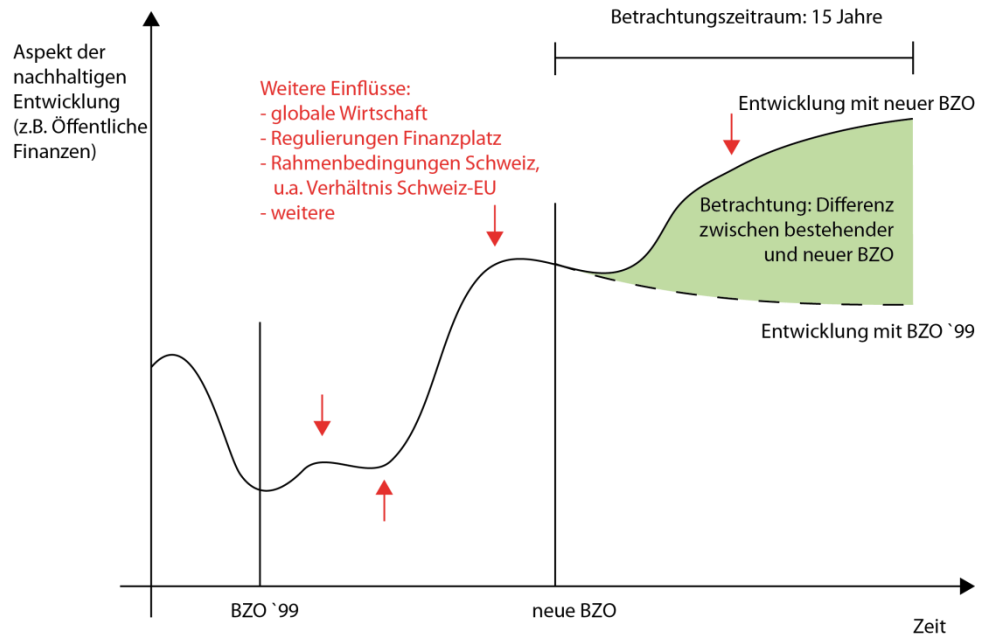 Betrachtungszeitraum: 15 Jahre
Aspekt der
nachhaltigen
Entwicklung
(z.B. Öffentliche
Finanzen)
Weitere Einflüsse:
- globale Wirtschaft
- Regulierungen Finanzplatz
- Rahmenbedingungen Schweiz,
u.a. Verhältnis Schweiz-EU
- weitere
Entwicklung mit neuer BZO
Betrachtung: Differenz
zwischen bestehender
und neuer BZO
Entwicklung mit BZO `99
BZO `99
neue BZO
Zeit